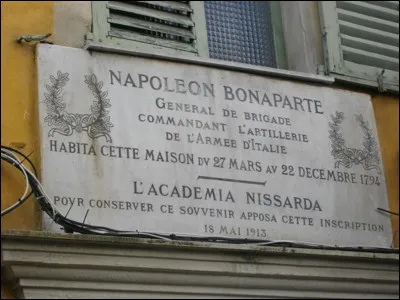 NAPOLEON BONAPARTE
GENERAL DE BRIGADE
COMMANDANT L'ARTILLERIE
DE L'ARMEE D'ITALIE
HABITA CETTE MAISON DV 27 MARS AV 22 DECEMBRE 1794
L'ACADEMIA NISSARDA
POVR CONSERVER CE SOVVENIR APPOSA CETTE INSCRIPTION
18 MAI 1913